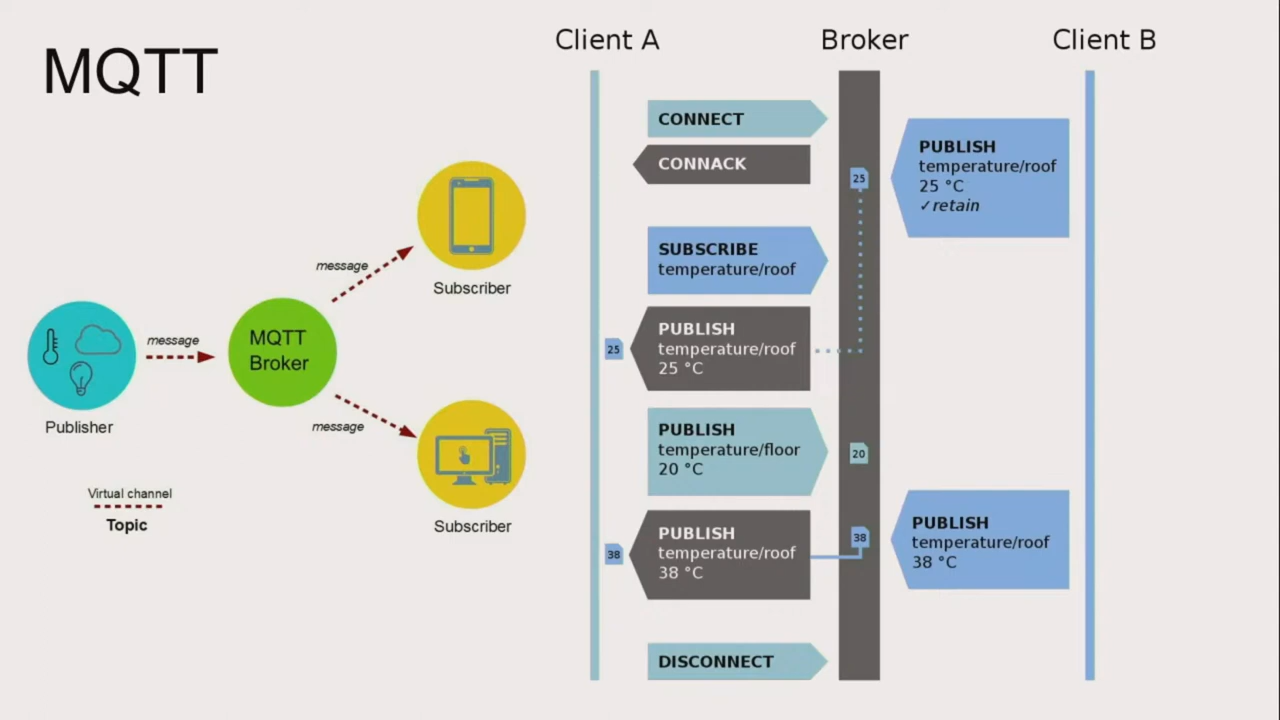 MQTT
message
Subscriber
message
MQTT
Broker
Publisher
message
Subscriber
Virtual channel
Topic
Client A
Broker
Client B
CONNECT
CONNACK
PUBLISH
temperature/roof
25 °C
✓retain
25
SUBSCRIBE
temperature/roof
25
PUBLISH
temperature/roof
25 °C
PUBLISH
temperature/floor
20 °C
20
38
PUBLISH
temperature/roof
38 °C
38
PUBLISH
temperature/roof
38 °C
DISCONNECT